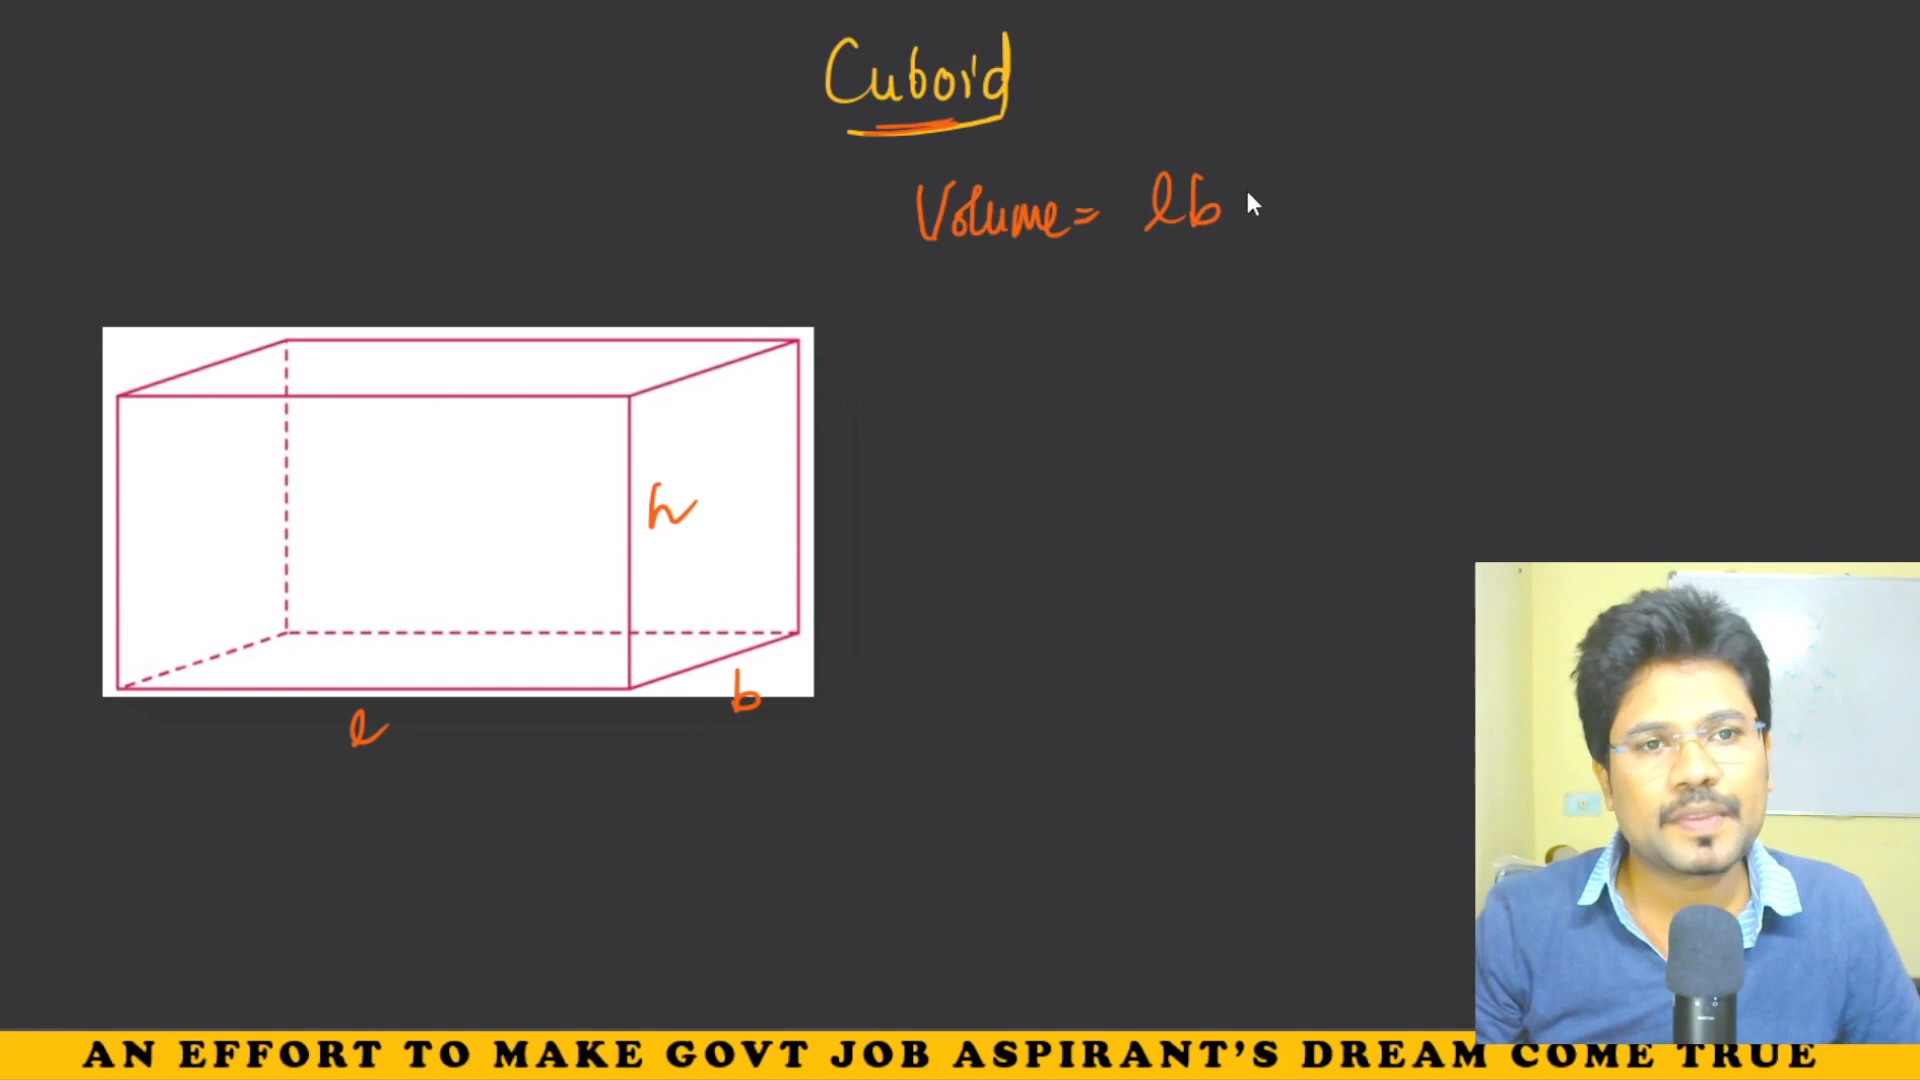 Cuboid
Volume= lb
h
b
l
AN EFFORT TO MAKE GOVT JOB ASPIRANT'S DREAM COME TRUE